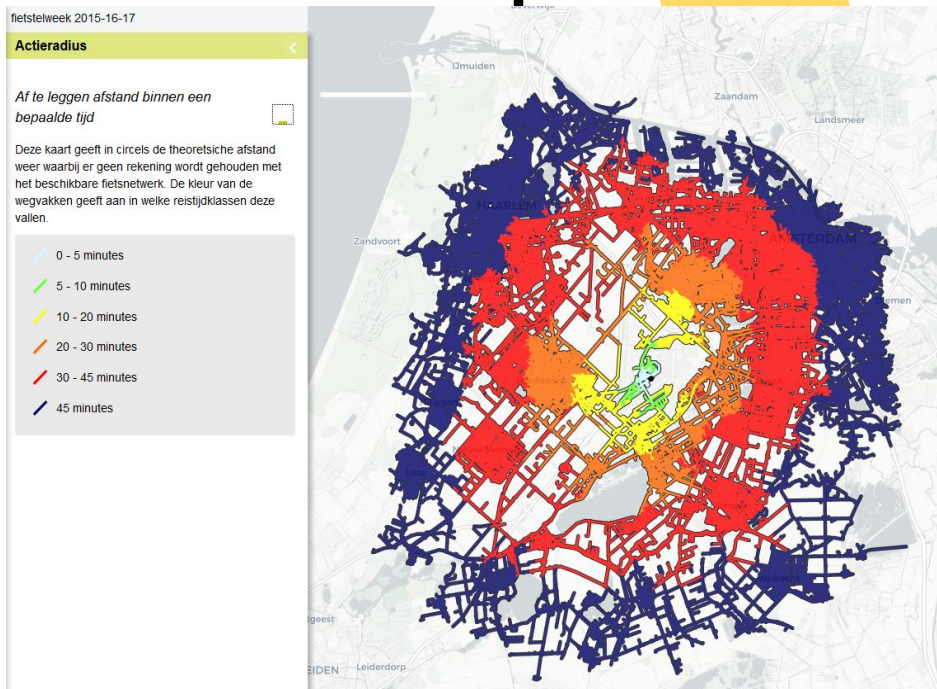 fietstelweek 2015-16-17
Actieradius
Af te leggen afstand binnen een
bepaalde tijd
Deze kaart geeft in circels de theoretsiche afstand
weer waarbij er geen rekening wordt gehouden met
het beschikbare fietsnetwerk. De kleur van de
wegvakken geeft aan in welke reistijdklassen deze
vallen.
0 - 5 minutes
5 - 10 minutes
10 - 20 minutes
20 - 30 minutes
30 - 45 minutes
45 minutes
IJmuiden
Zaandam
Landsmeer
HAARLEM
Zandvoort
AMSTERDAM
Lisse
Leiderdorp